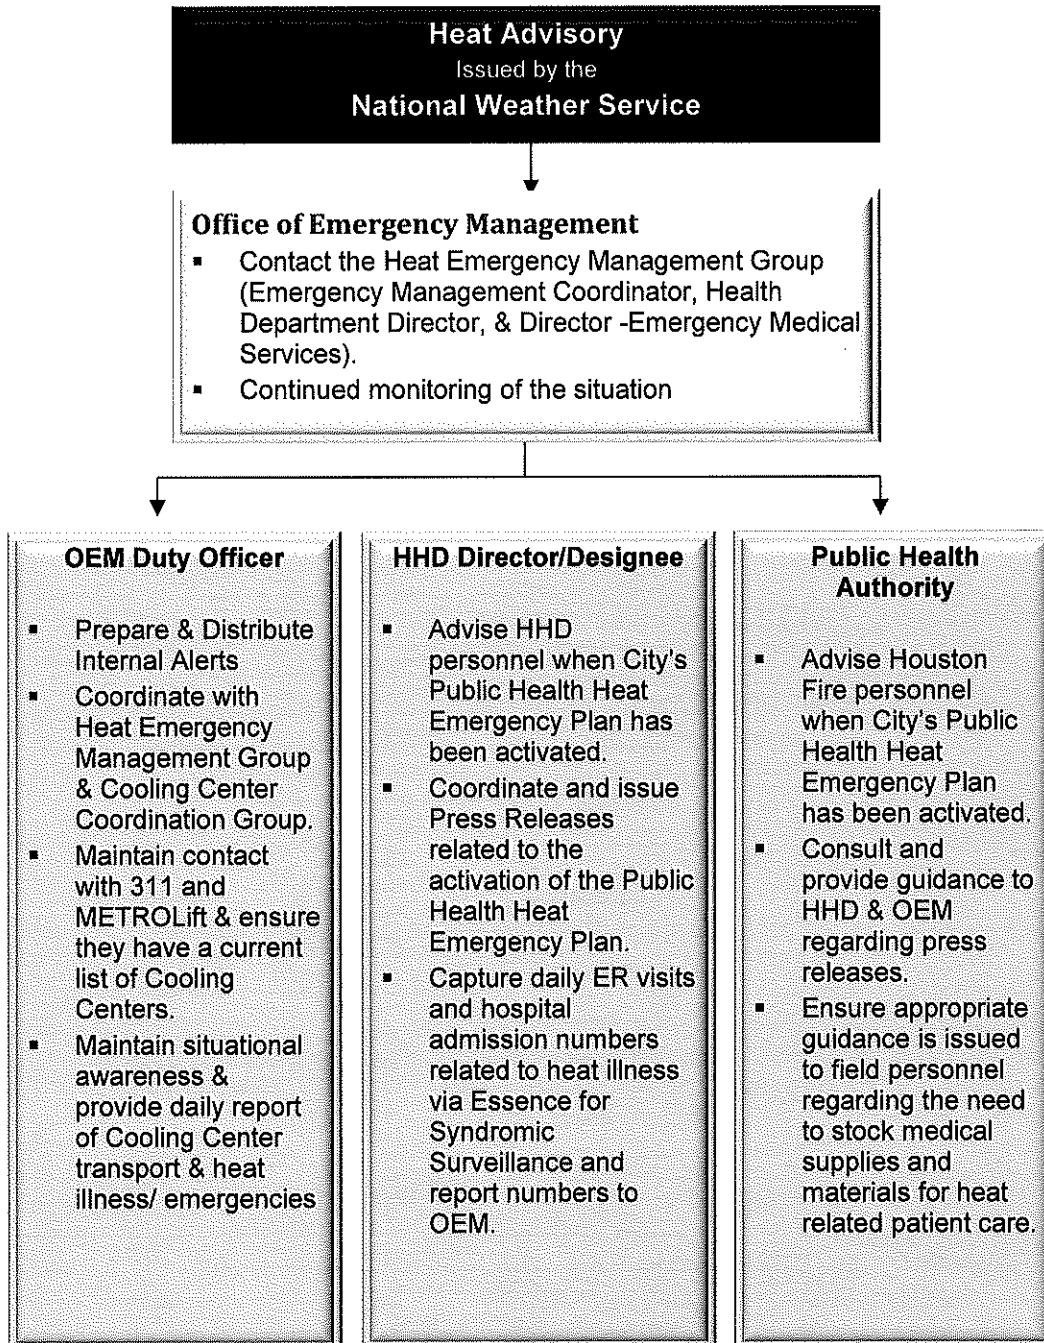 Heat Advisory
Issued by the
National Weather Service
Office of Emergency Management
▪ Contact the Heat Emergency Management Group
(Emergency Management Coordinator, Health
Department Director, & Director -Emergency Medical
Services).
▪ Continued monitoring of the situation
OEM Duty Officer
▪ Prepare & Distribute
Internal Alerts
▪ Coordinate with
Heat Emergency
Management Group
& Cooling Center
Coordination Group.
▪ Maintain contact
with 311 and
METROLift & ensure
they have a current
list of Cooling
Centers.
▪ Maintain situational
awareness &
provide daily report
of Cooling Center
transport & heat
illness/ emergencies
HHD Director/Designee
▪ Advise HHD
personnel when City's
Public Health Heat
Emergency Plan has
been activated.
▪ Coordinate and issue
Press Releases
related to the
activation of the Public
Health Heat
Emergency Plan.
▪ Capture daily ER visits
and hospital
admission numbers
related to heat illness
via Essence for
Syndromic
Surveillance and
report numbers to
OEM.
Public Health
Authority
▪ Advise Houston
Fire personnel
when City's Public
Health Heat
Emergency Plan
has been activated.
▪ Consult and
provide guidance to
HHD & OEM
regarding press
releases.
▪ Ensure appropriate
guidance is issued
to field personnel
regarding the need
to stock medical
supplies and
materials for heat
related patient care.